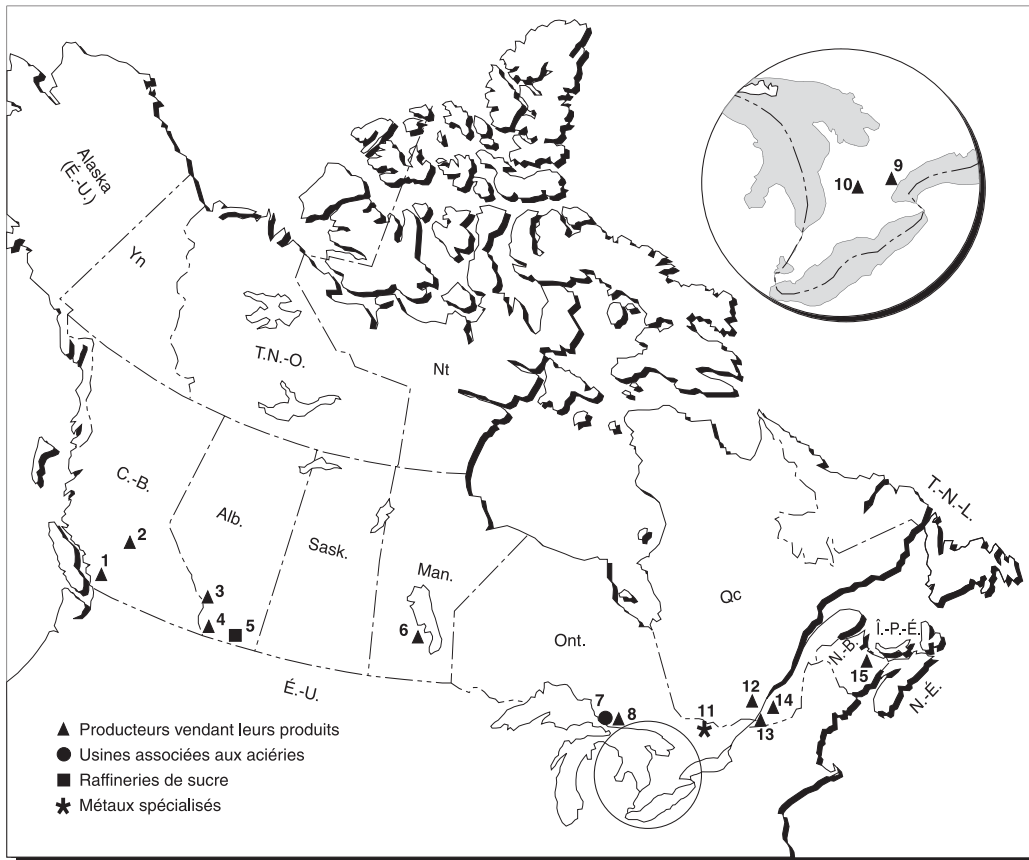 Alaska
(É.-U.)
Yn
T.N.-O.
Nt
C.-B.
Alb.
Sask.
Man.
Ont.
Qc
T.-N.-L.
Î.-P.-É.
N.-B.
N.-É.
É.-U.
1
2
3
4
5
6
7
8
9
10
11
12
13
14
15
Producteurs vendant leurs produits
Usines associées aux aciéries
Raffineries de sucre
Métaux spécialisés